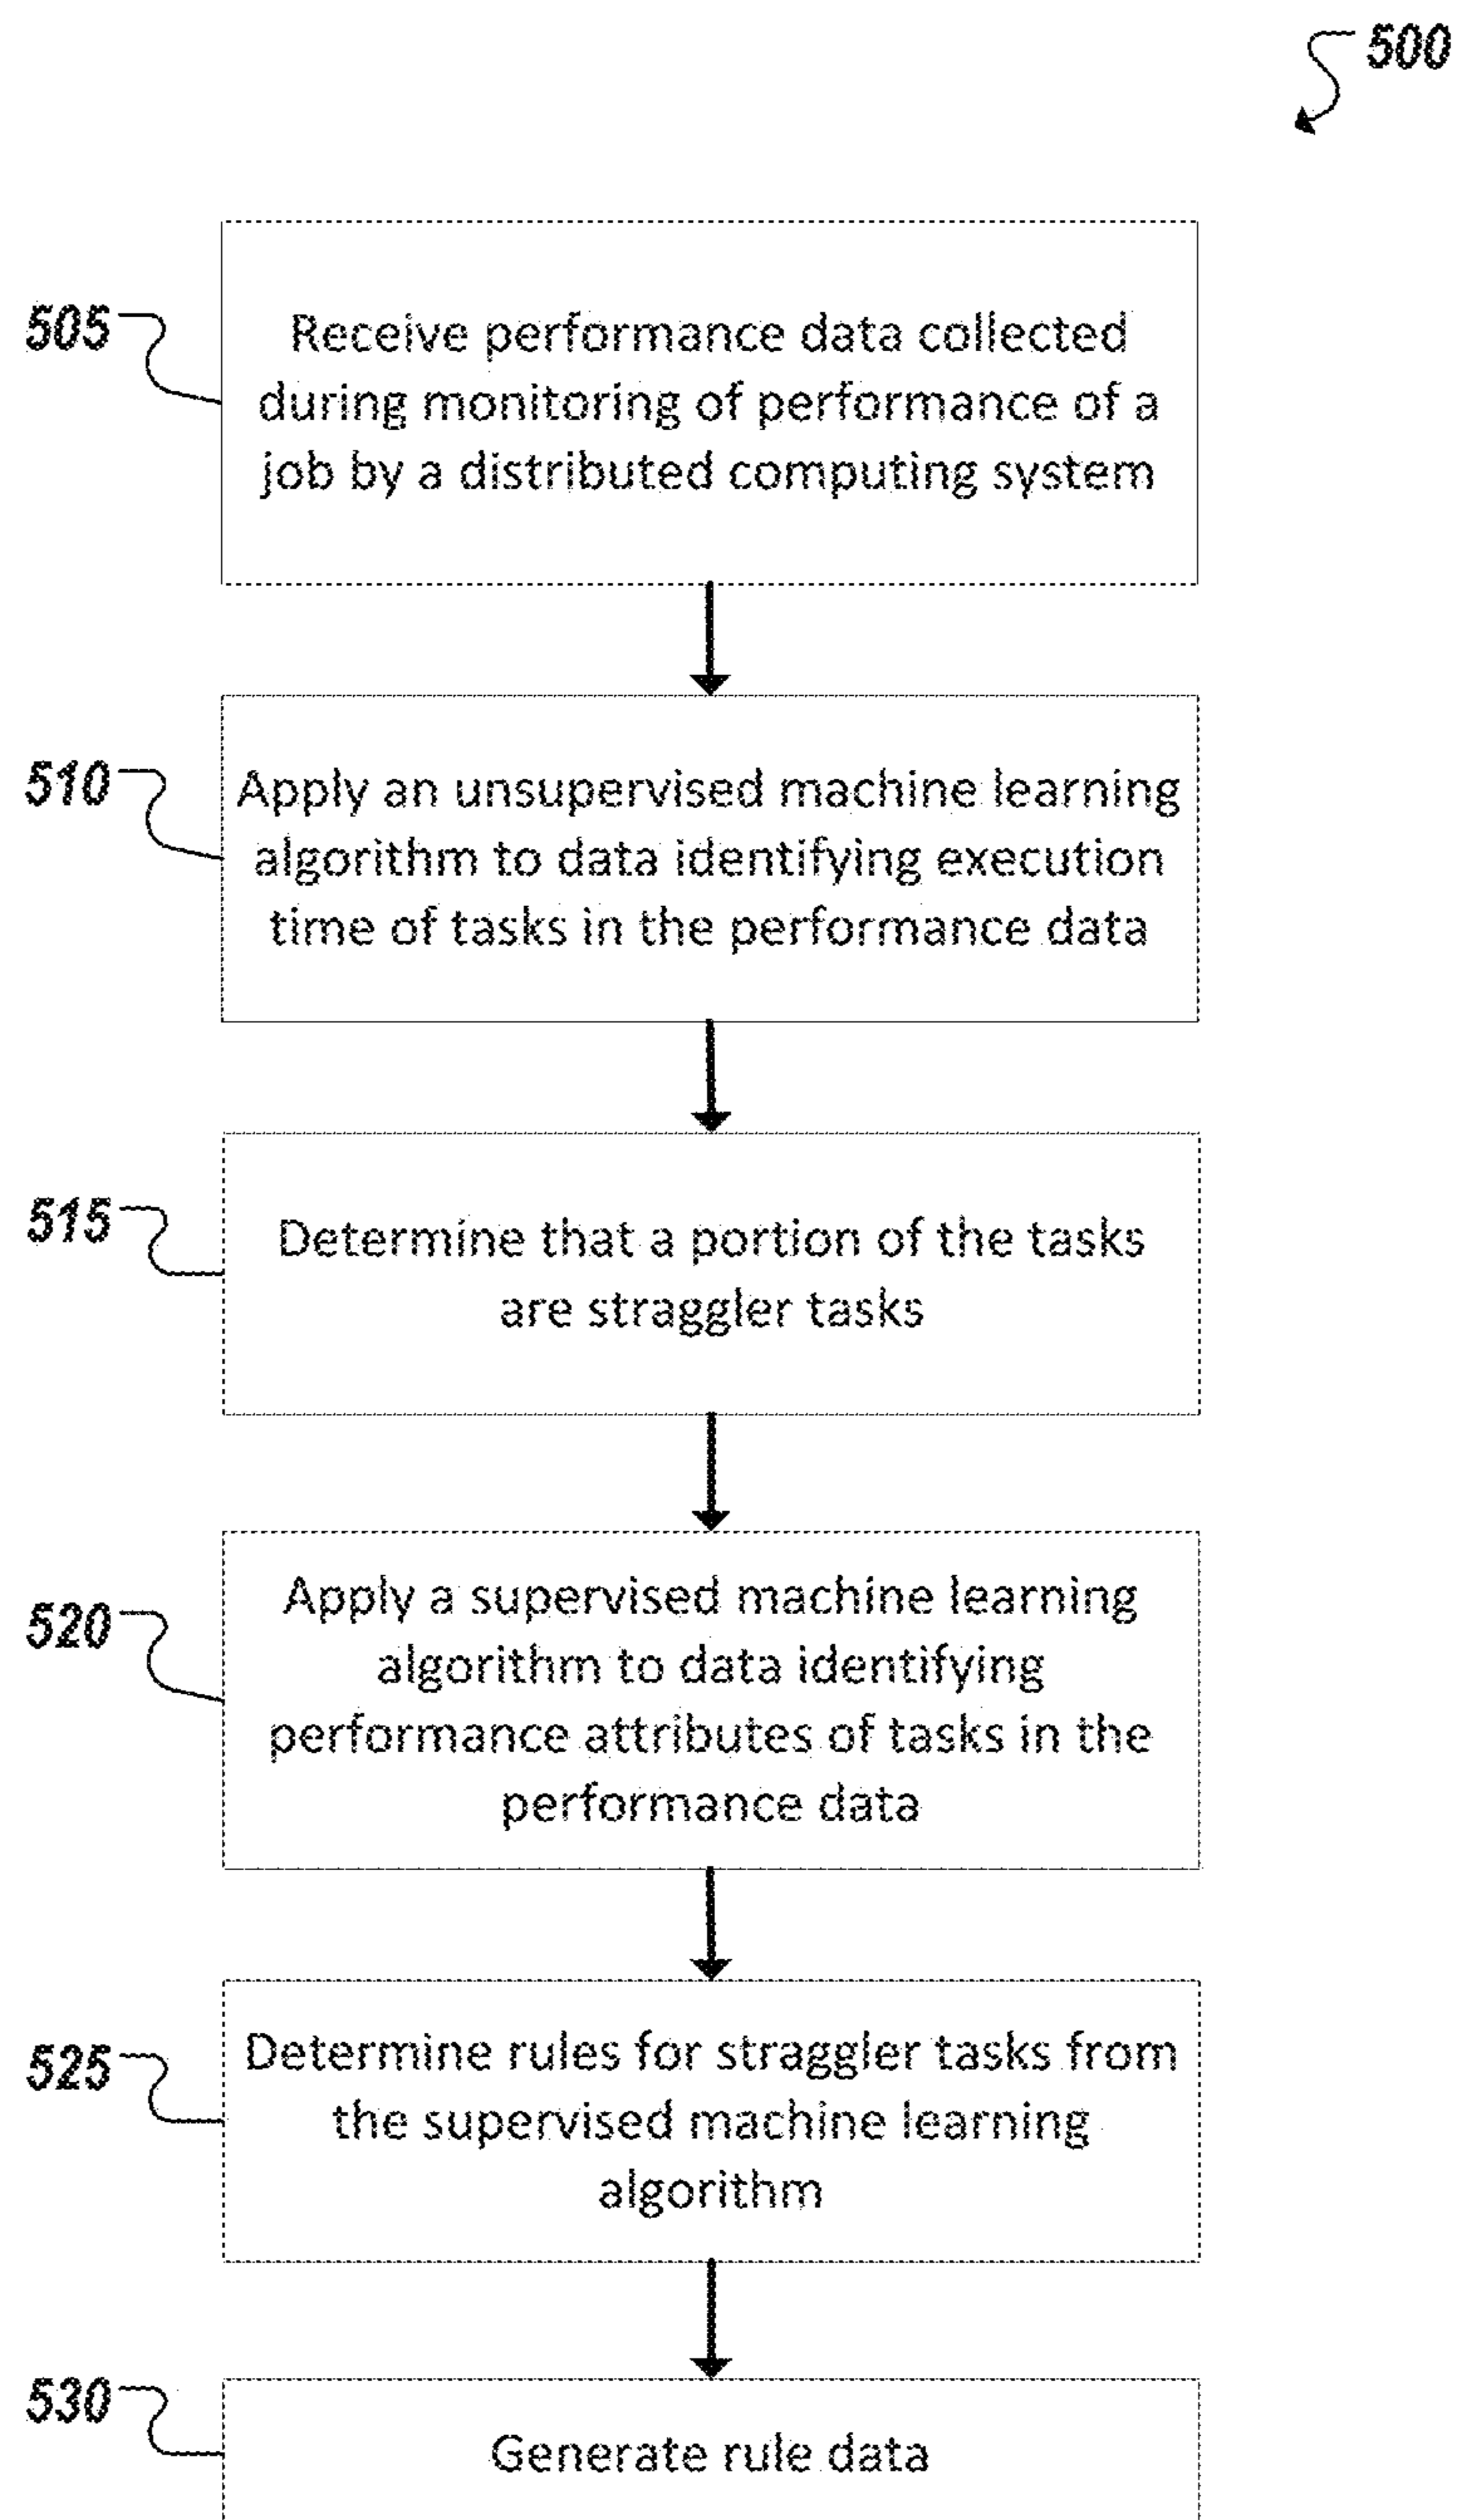 500
505
Receive performance data collected
during monitoring of performance of a
job by a distributed computing system
510
Apply an unsupervised machine learning
algorithm to data identifying execution
time of tasks in the performance data
515
Determine that a portion of the tasks
are straggler tasks
520
Apply a supervised machine learning
algorithm to data identifying
performance attributes of tasks in the
performance data
525
Determine rules for straggler tasks from
the supervised machine learning
algorithm
530
Generate rule data